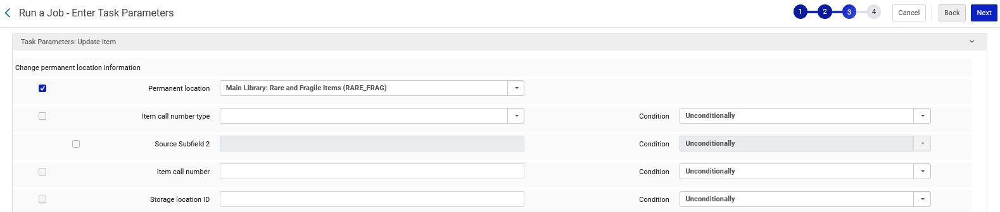 Run a Job - Enter Task Parameters
1 2 3 4
Cancel
Back
Next
Task Parameters: Update Item
Change permanent location information
Permanent location Main Library: Rare and Fragile Items (RARE_FRAG)
Item call number type Condition Unconditionally
Source Subfield 2 Condition Unconditionally
Item call number Condition Unconditionally
Storage location ID Condition Unconditionally